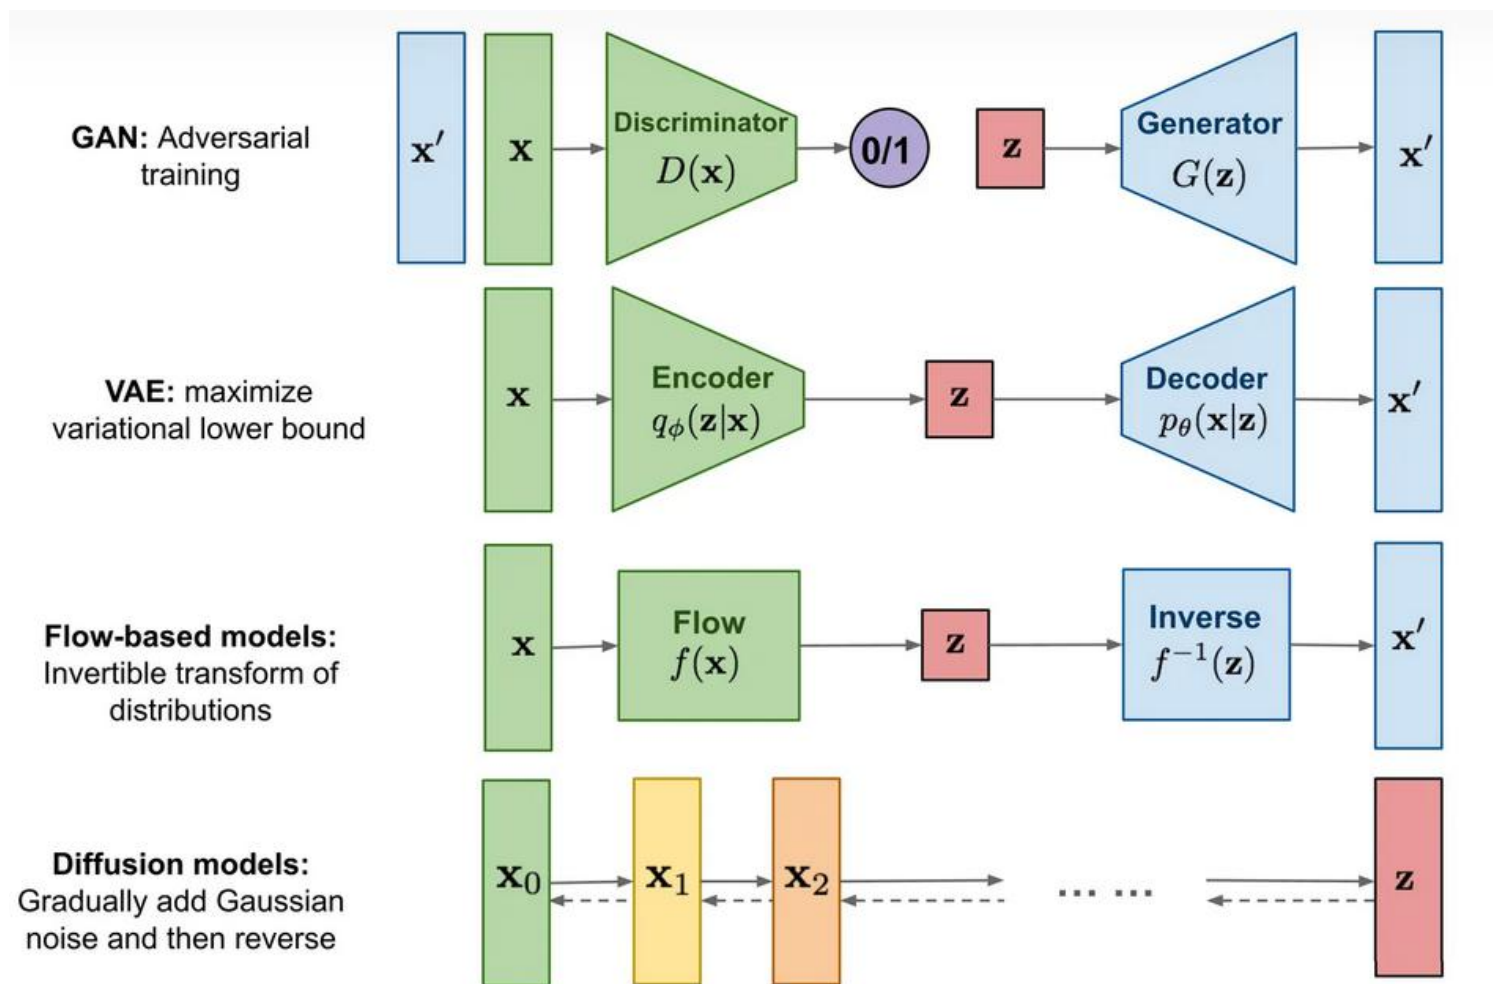 GAN: Adversarial
training
x′
x
Discriminator
D(x)
0/1
z
Generator
G(z)
x′
VAE: maximize
variational lower bound
x
Encoder
qϕ(z|x)
z
Decoder
pθ(x|z)
x′
Flow-based models:
Invertible transform of
distributions
x
Flow
f(x)
z
Inverse
f⁻¹(z)
x′
Diffusion models:
Gradually add Gaussian
noise and then reverse
x₀
x₁
x₂
... ...
z